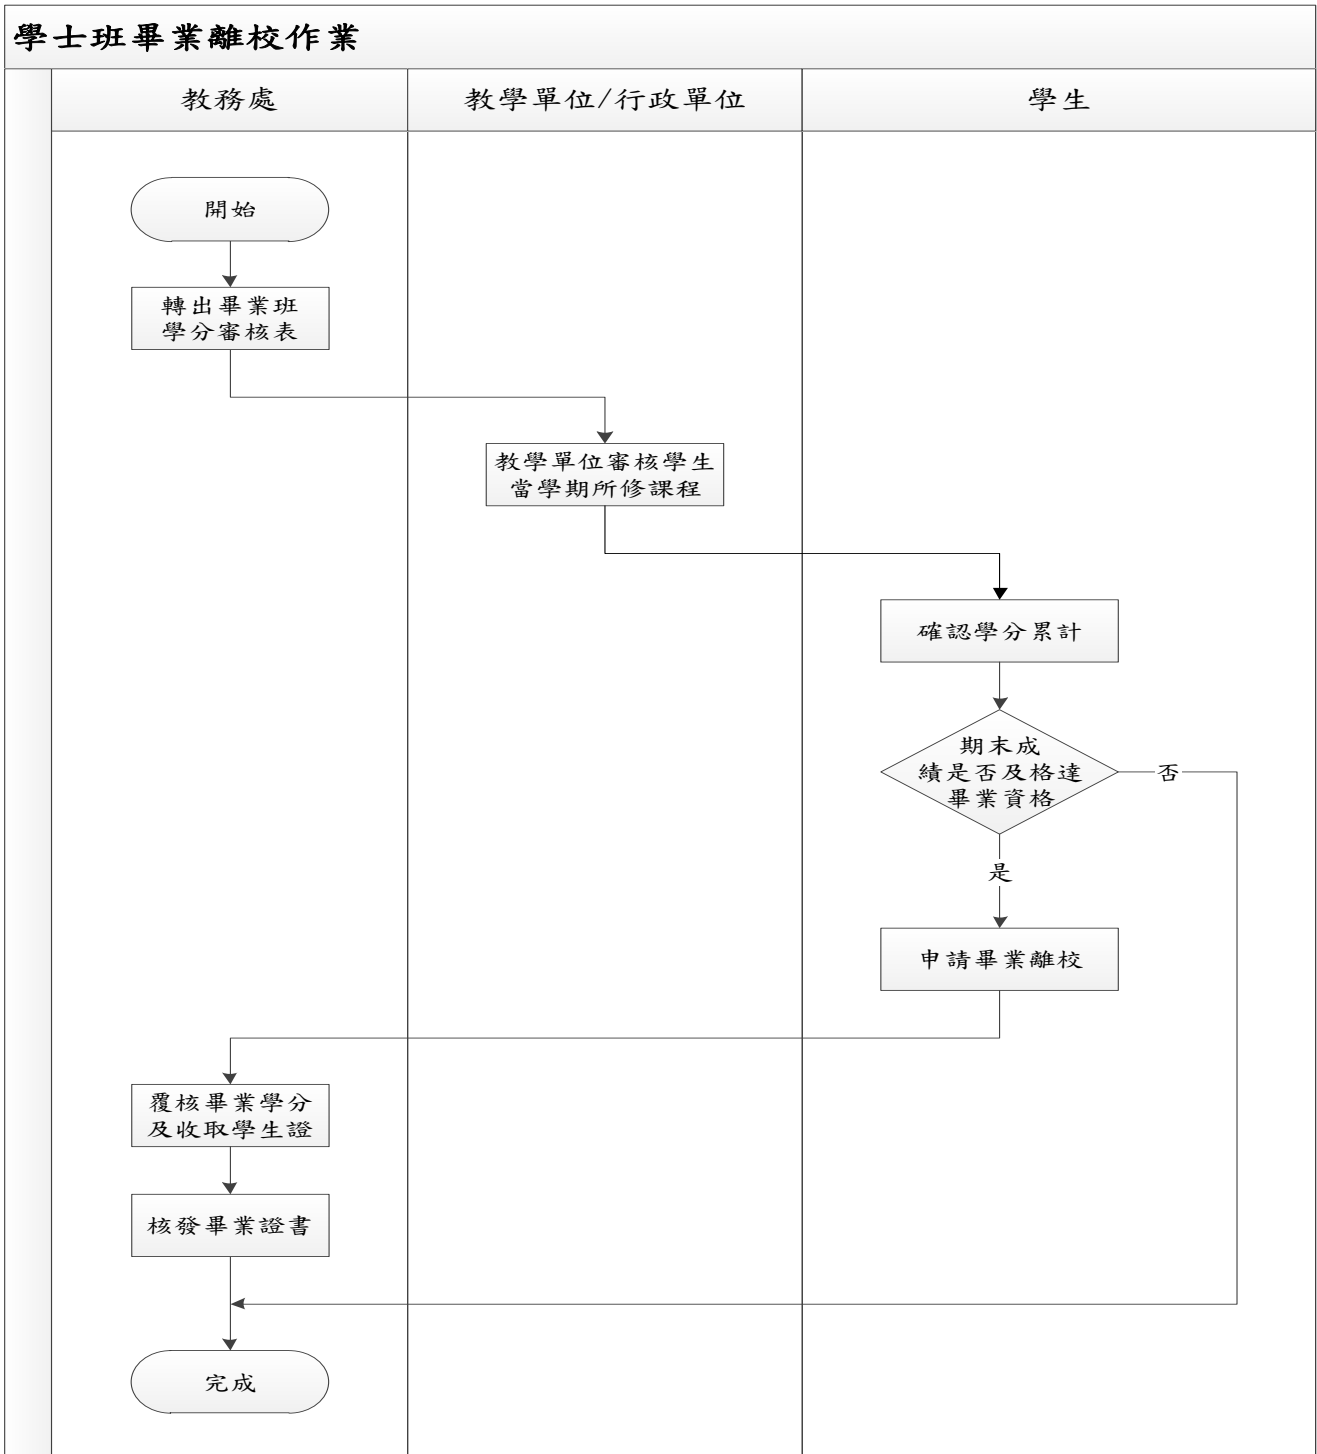 學士班畢業離校作業
教務處
教學單位/行政單位
學生
開始
轉出畢業班
學分審核表
教學單位審核學生
當學期所修課程
確認學分累計
期末成
績是否及格達
畢業資格
否
是
申請畢業離校
覆核畢業學分
及收取學生證
核發畢業證書
完成